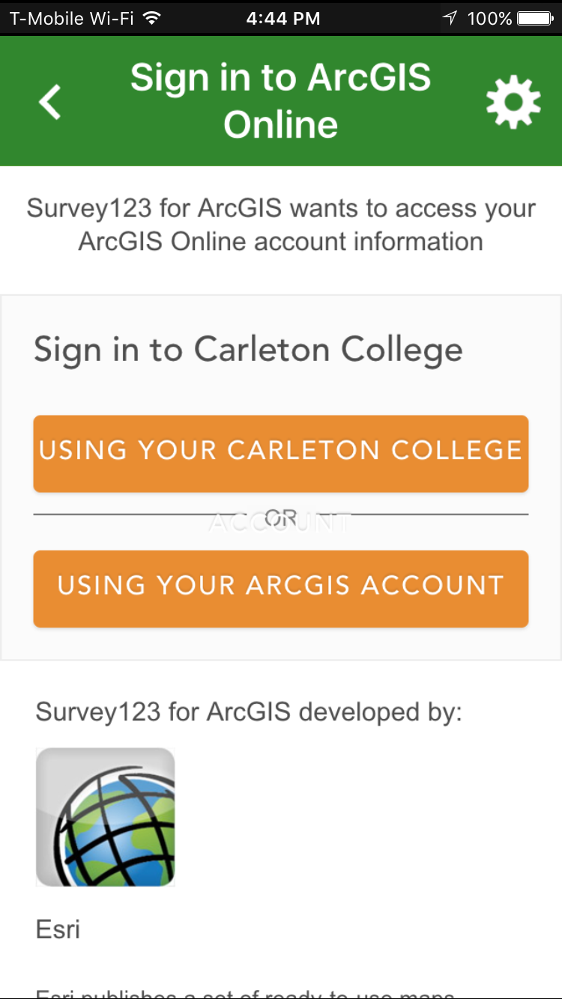 T-Mobile Wi-Fi 4:44 PM 100%
Sign in to ArcGIS
Online
Survey123 for ArcGIS wants to access your
ArcGIS Online account information
Sign in to Carleton College
USING YOUR CARLETON COLLEGE
ACCOUNT
OR
USING YOUR ARCGIS ACCOUNT
Survey123 for ArcGIS developed by:
Esri
Esri publishes a set of ready-to-use maps